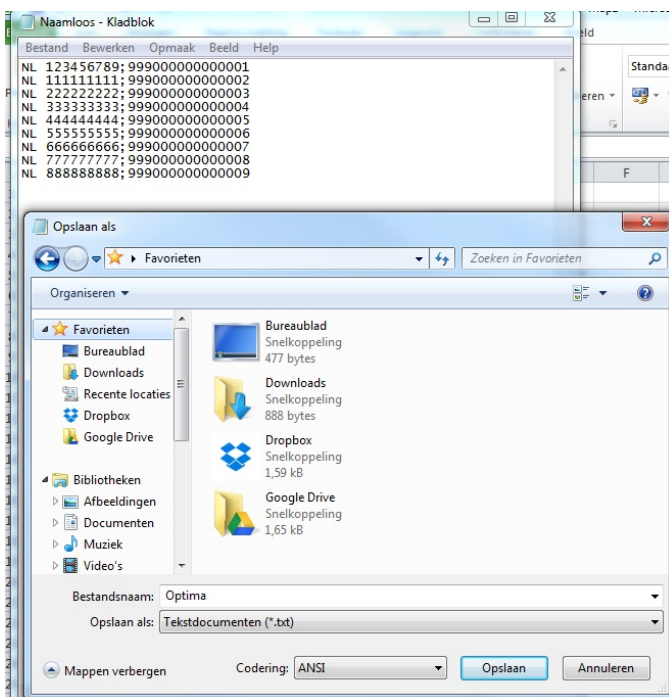 Naamloos - Kladblok
Bestand Bewerken Opmaak Beeld Help
NL 123456789;999000000000001
NL 111111111;999000000000002
NL 222222222;999000000000003
NL 333333333;999000000000004
NL 444444444;999000000000005
NL 555555555;999000000000006
NL 666666666;999000000000007
NL 777777777;999000000000008
NL 888888888;999000000000009
Standa
eren
F
Opslaan als
Favorieten
Zoeken in Favorieten
Organiseren
Favorieten
Bureaublad
Downloads
Recente locaties
Dropbox
Google Drive
Bibliotheken
Afbeeldingen
Documenten
Muziek
Video's
Bureaublad
Snelkoppeling
477 bytes
Downloads
Snelkoppeling
888 bytes
Dropbox
Snelkoppeling
1,59 kB
Google Drive
Snelkoppeling
1,65 kB
Bestandsnaam: Optima
Opslaan als: Tekstdocumenten (*.txt)
Mappen verbergen Codering: ANSI Opslaan Annuleren